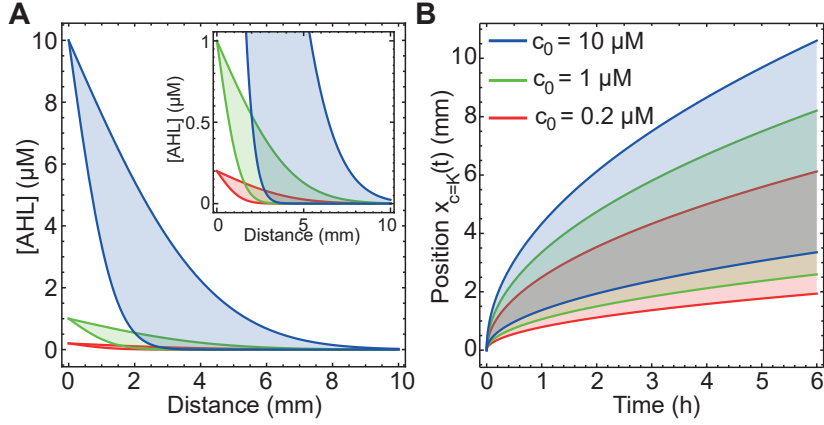 A
[AHL] (µM)
10
8
6
4
2
0
0
2
4
6
8
10
Distance (mm)
[AHL] (µM)
1
0.5
0
0
5
10
Distance (mm)
B
Position x_c=K(t) (mm)
10
8
6
4
2
0
0
1
2
3
4
5
6
Time (h)
c₀ = 10 µM
c₀ = 1 µM
c₀ = 0.2 µM